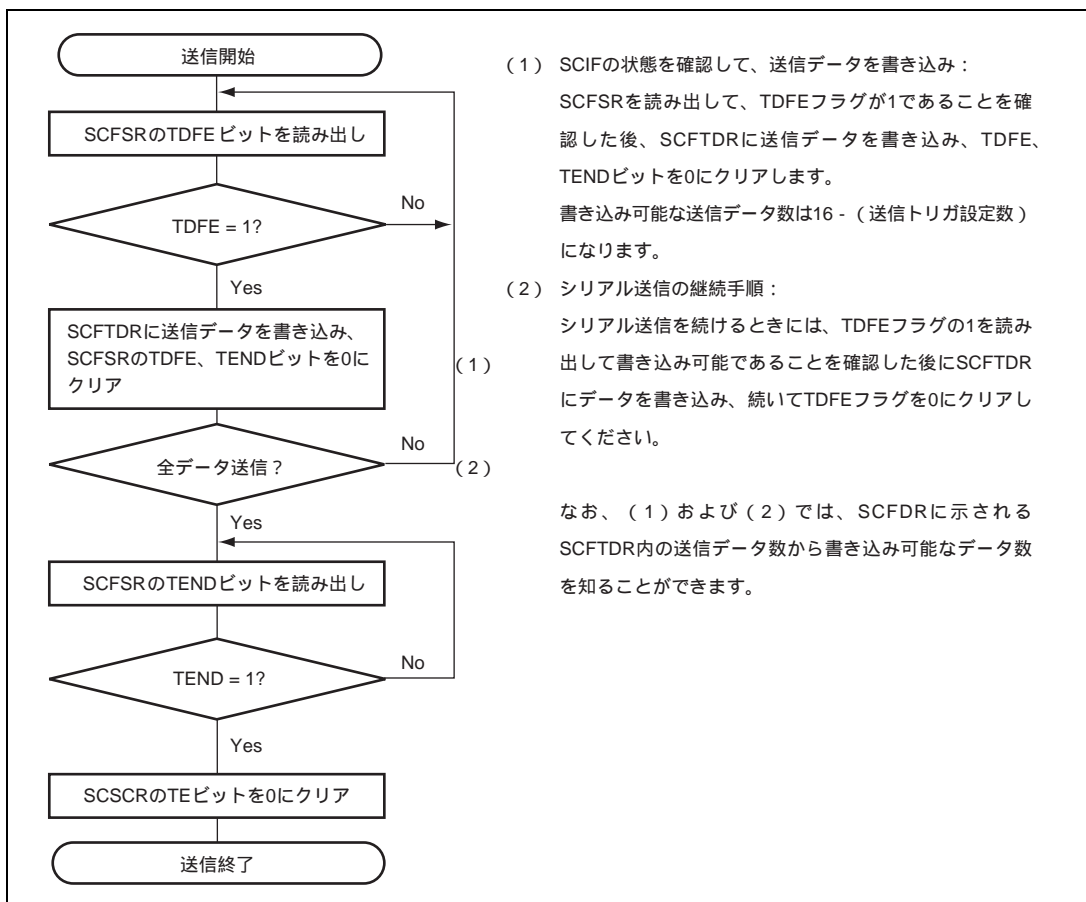 送信開始
SCFSRのTDFEビットを読み出し
TDFE = 1?
No
Yes
SCFTDRに送信データを書き込み、
SCFSRのTDFE、TENDビットを0に
クリア
(1)
全データ送信?
No
(2)
Yes
SCFSRのTENDビットを読み出し
TEND = 1?
No
Yes
SCSCRのTEビットを0にクリア
送信終了
(1) SCIFの状態を確認して、送信データを書き込み:
SCFSRを読み出して、TDFEフラグが1であることを確
認した後、SCFTDRに送信データを書き込み、TDFE、
TENDビットを0にクリアします。
書き込み可能な送信データ数は16 - (送信トリガ設定数)
になります。
(2) シリアル送信の継続手順:
シリアル送信を続けるときには、TDFEフラグの1を読み
出して書き込み可能であることを確認した後にSCFTDR
にデータを書き込み、続いてTDFEフラグを0にクリアし
てください。
なお、(1)および(2)では、SCFDRに示される
SCFTDR内の送信データ数から書き込み可能なデータ数
を知ることができます。